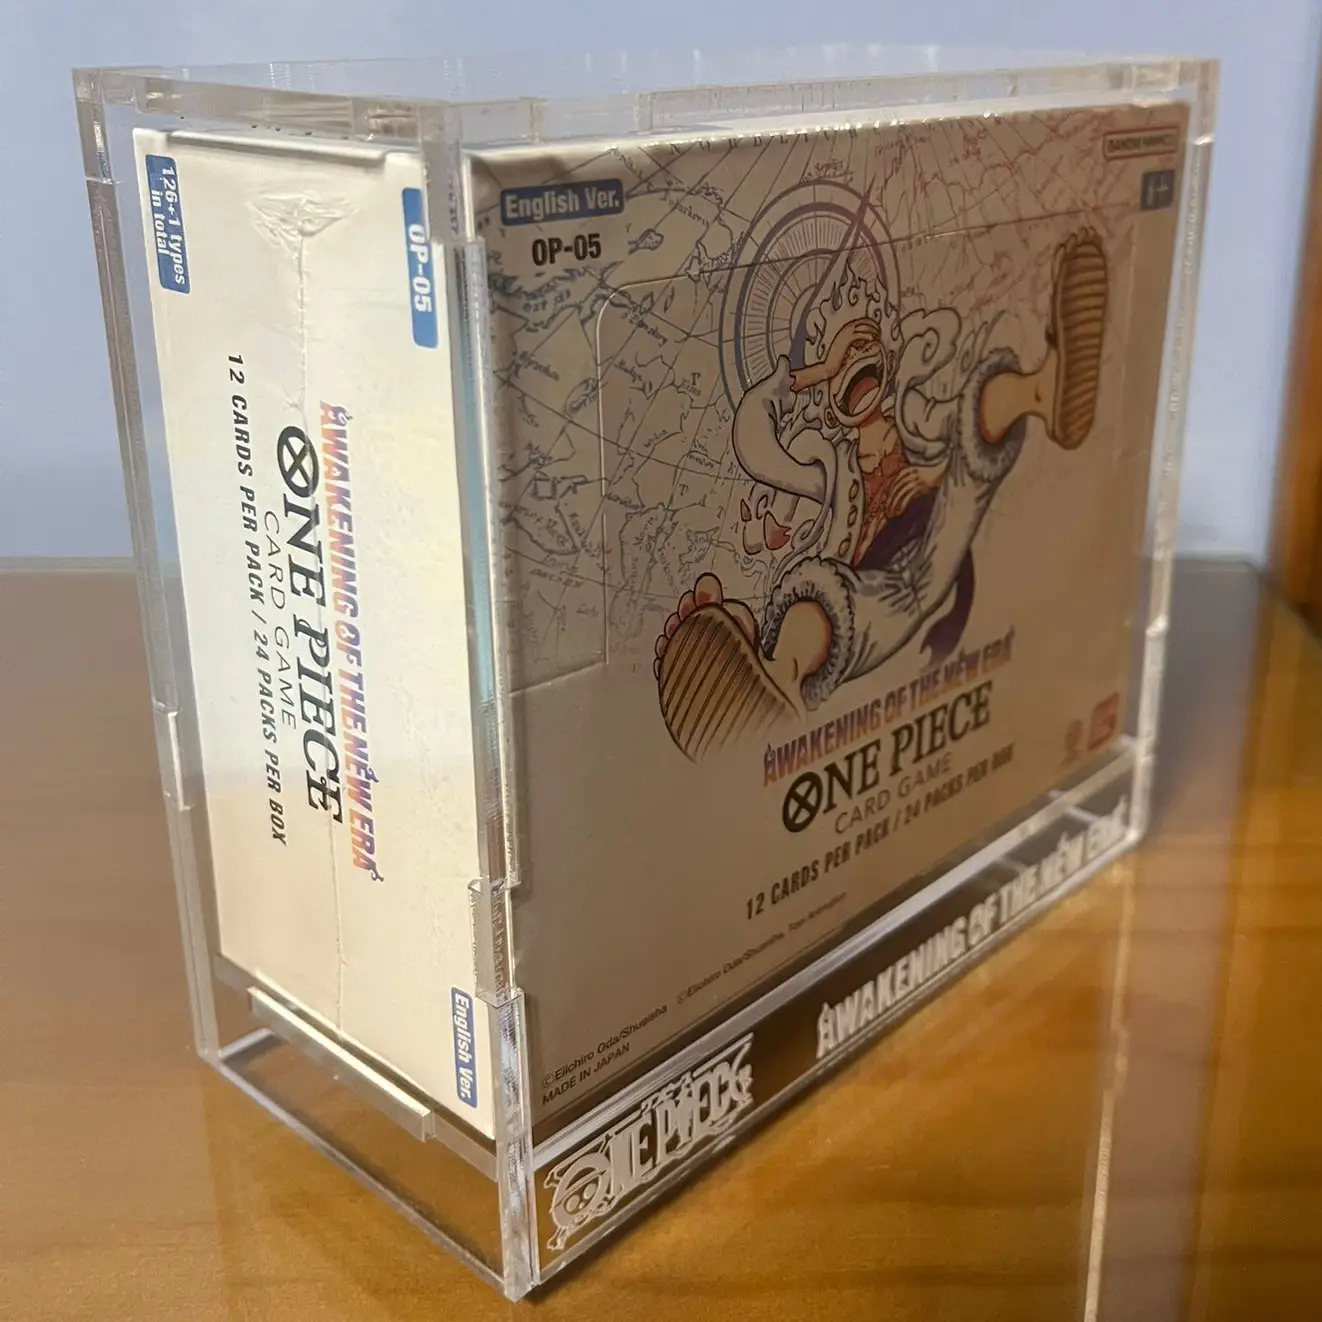 126+1 types
in total
OP-05
AWAKENING OF THE NEW ERA
ONE PIECE
CARD GAME
12 CARDS PER PACK / 24 PACKS PER BOX
English Ver.
English Ver.
OP-05
BANDAI NAMCO
AWAKENING OF THE NEW ERA
ONE PIECE
CARD GAME
12 CARDS PER PACK / 24 PACKS PER BOX
©Eiichiro Oda/Shueisha ©Eiichiro Oda/Shueisha, Toei Animation
MADE IN JAPAN
ONE PIECE
AWAKENING OF THE NEW ERA